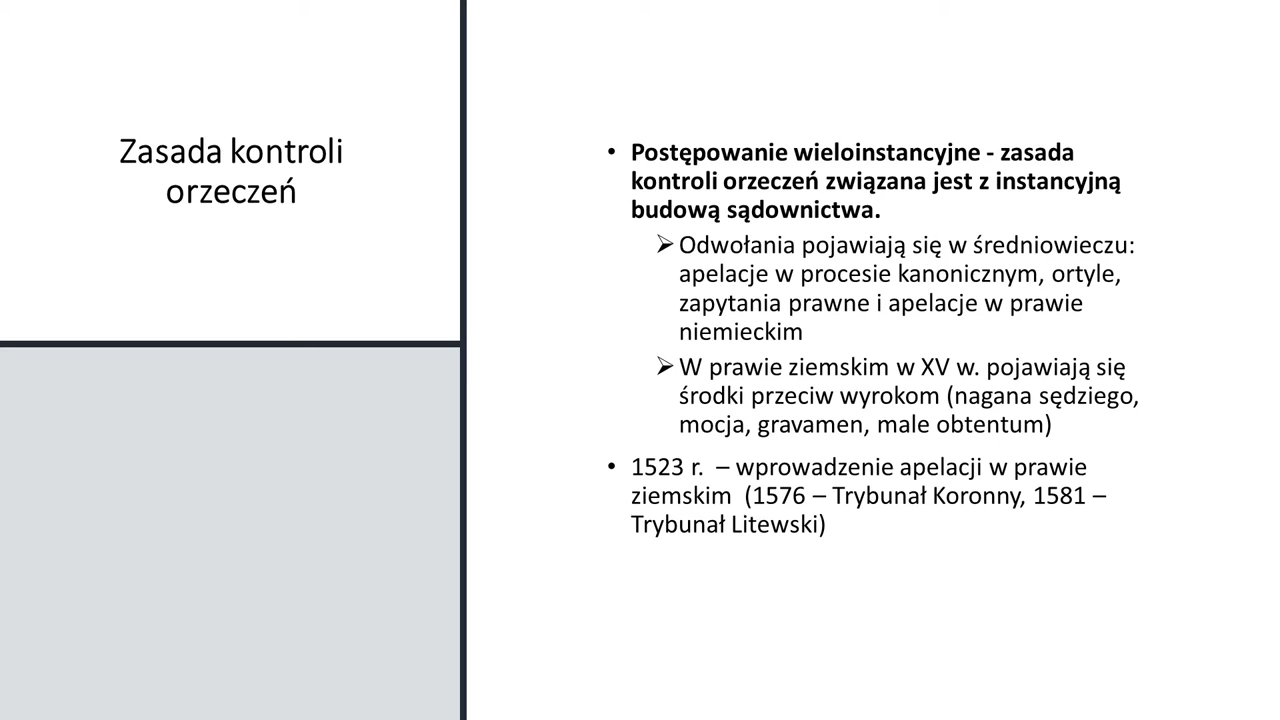 Zasada kontroli
orzeczeń
• Postępowanie wieloinstancyjne - zasada
kontroli orzeczeń związana jest z instancyjną
budową sądownictwa.
➢ Odwołania pojawiają się w średniowieczu:
apelacje w procesie kanonicznym, ortyle,
zapytania prawne i apelacje w prawie
niemieckim
➢ W prawie ziemskim w XV w. pojawiają się
środki przeciw wyrokom (nagana sędziego,
mocja, gravamen, male obtentum)
• 1523 r. – wprowadzenie apelacji w prawie
ziemskim (1576 – Trybunał Koronny, 1581 –
Trybunał Litewski)